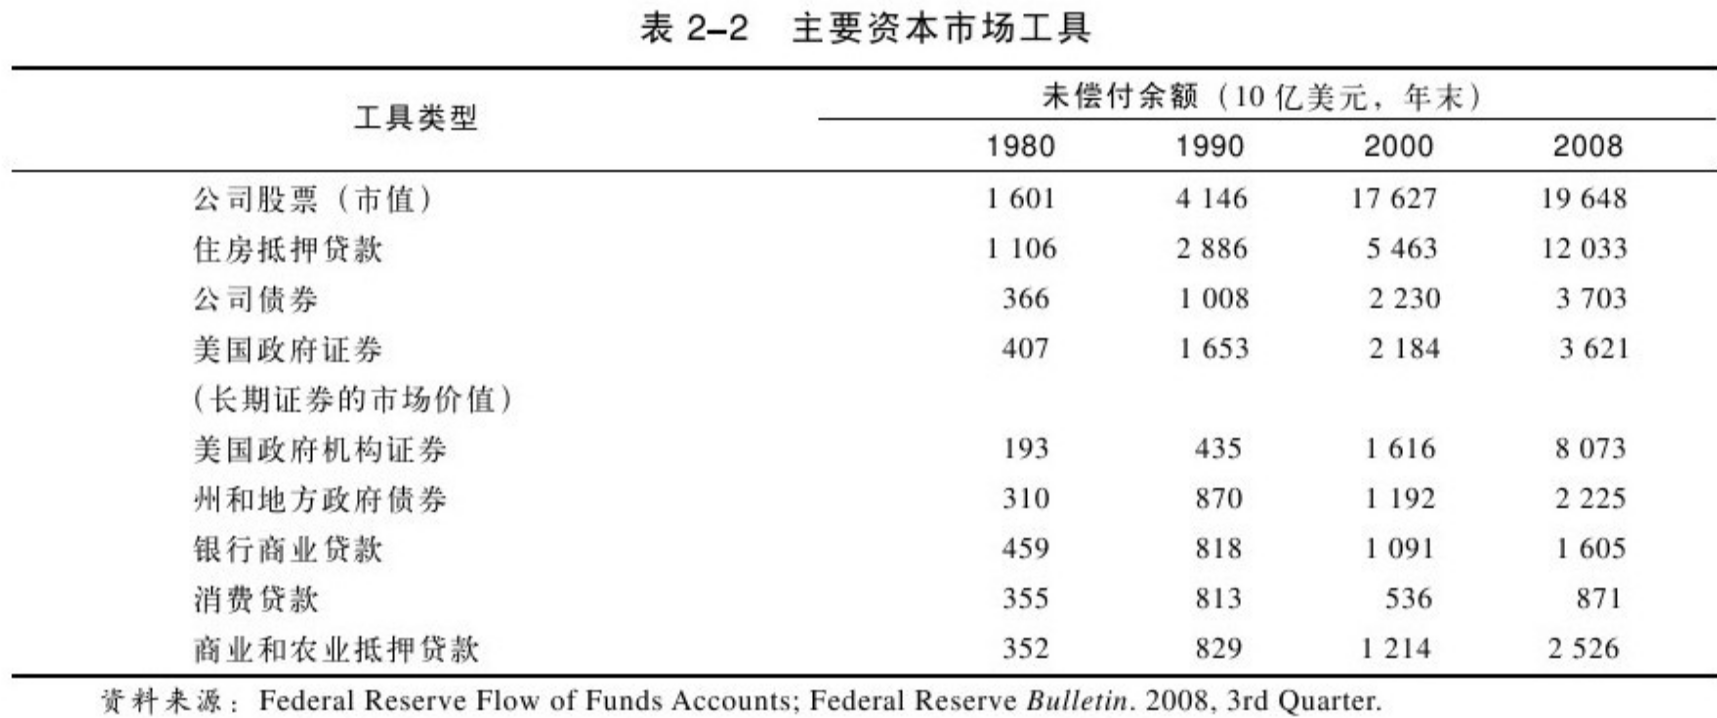 表 2–2 主要资本市场工具
工具类型 未偿付余额（10 亿美元，年末）
1980 1990 2000 2008
公司股票（市值） 1 601 4 146 17 627 19 648
住房抵押贷款 1 106 2 886 5 463 12 033
公司债券 366 1 008 2 230 3 703
美国政府证券 407 1 653 2 184 3 621
（长期证券的市场价值）
美国政府机构证券 193 435 1 616 8 073
州和地方政府债券 310 870 1 192 2 225
银行商业贷款 459 818 1 091 1 605
消费贷款 355 813 536 871
商业和农业抵押贷款 352 829 1 214 2 526
资料来源：Federal Reserve Flow of Funds Accounts; Federal Reserve Bulletin. 2008, 3rd Quarter.